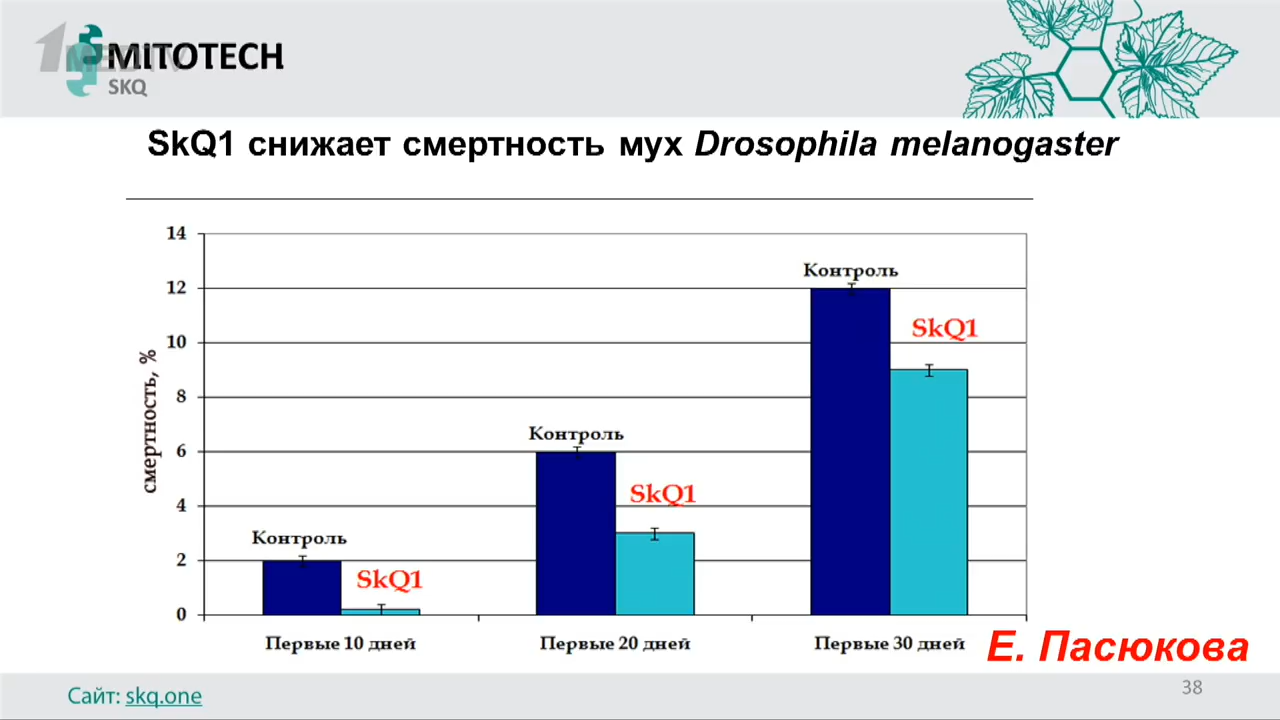 1MEDTV
MITOTECH
SKQ
SkQ1 снижает смертность мух Drosophila melanogaster
смертность, %
14
12
10
8
6
4
2
0
Контроль
SkQ1
Контроль
SkQ1
Контроль
SkQ1
Первые 10 дней
Первые 20 дней
Первые 30 дней
Е. Пасюкова
Сайт: skq.one
38